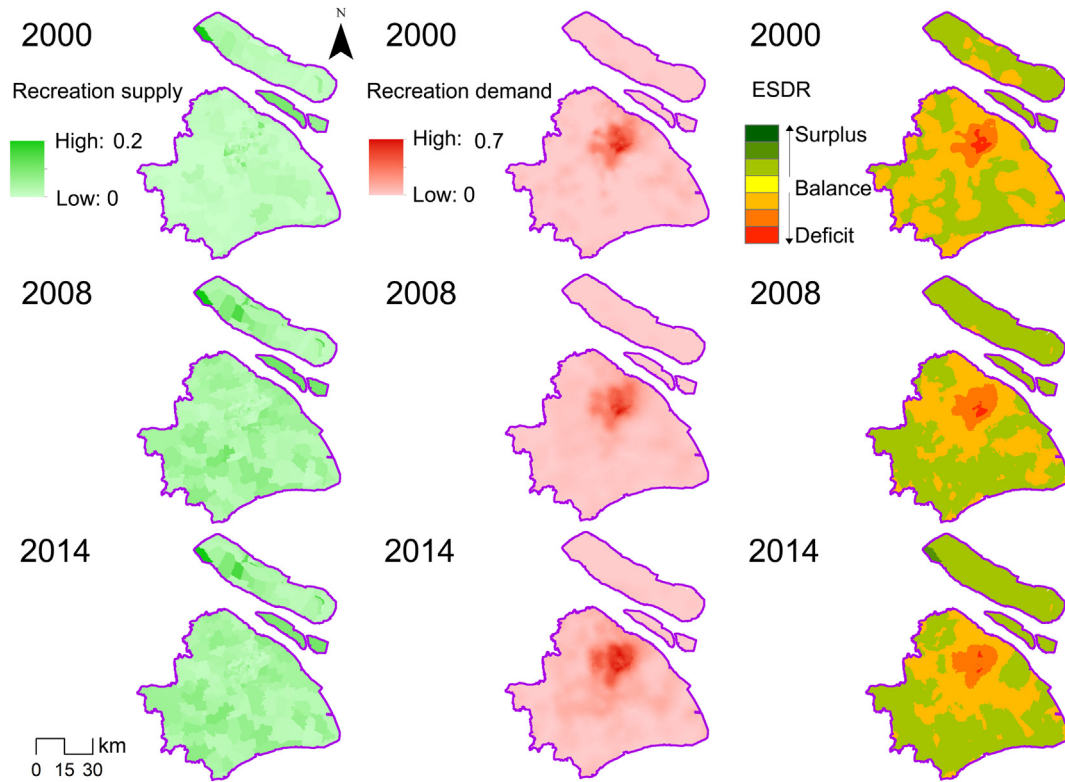 2000
Recreation supply
High: 0.2
Low: 0
N
2000
Recreation demand
High: 0.7
Low: 0
2000
ESDR
Surplus
Balance
Deficit
2008
2008
2008
2014
2014
2014
km
0 15 30